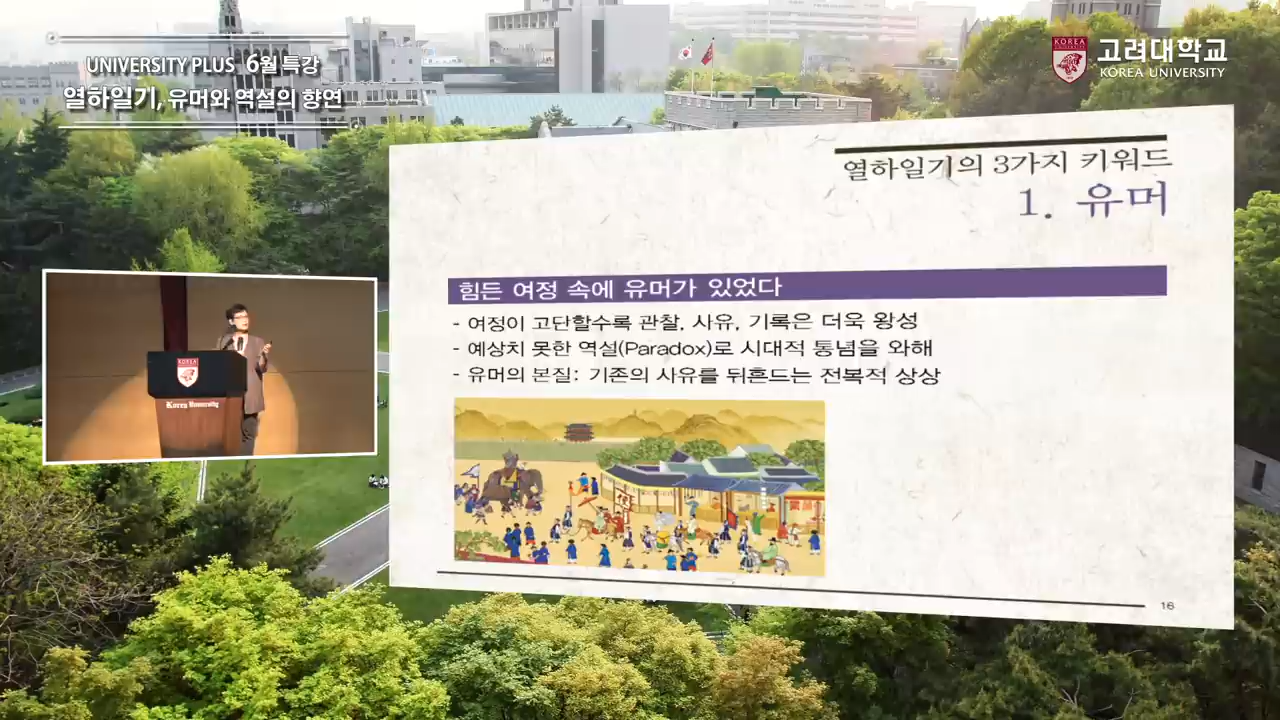 UNIVERSITY PLUS 6월 특강
열하일기, 유머와 역설의 향연
KOREA UNIVERSITY
고려대학교
KOREA UNIVERSITY
열하일기의 3가지 키워드
1. 유머
힘든 여정 속에 유머가 있었다
- 여정이 고단할수록 관찰, 사유, 기록은 더욱 왕성
- 예상치 못한 역설(Paradox)로 시대적 통념을 와해
- 유머의 본질: 기존의 사유를 뒤흔드는 전복적 상상
16
KOREA
Korea University